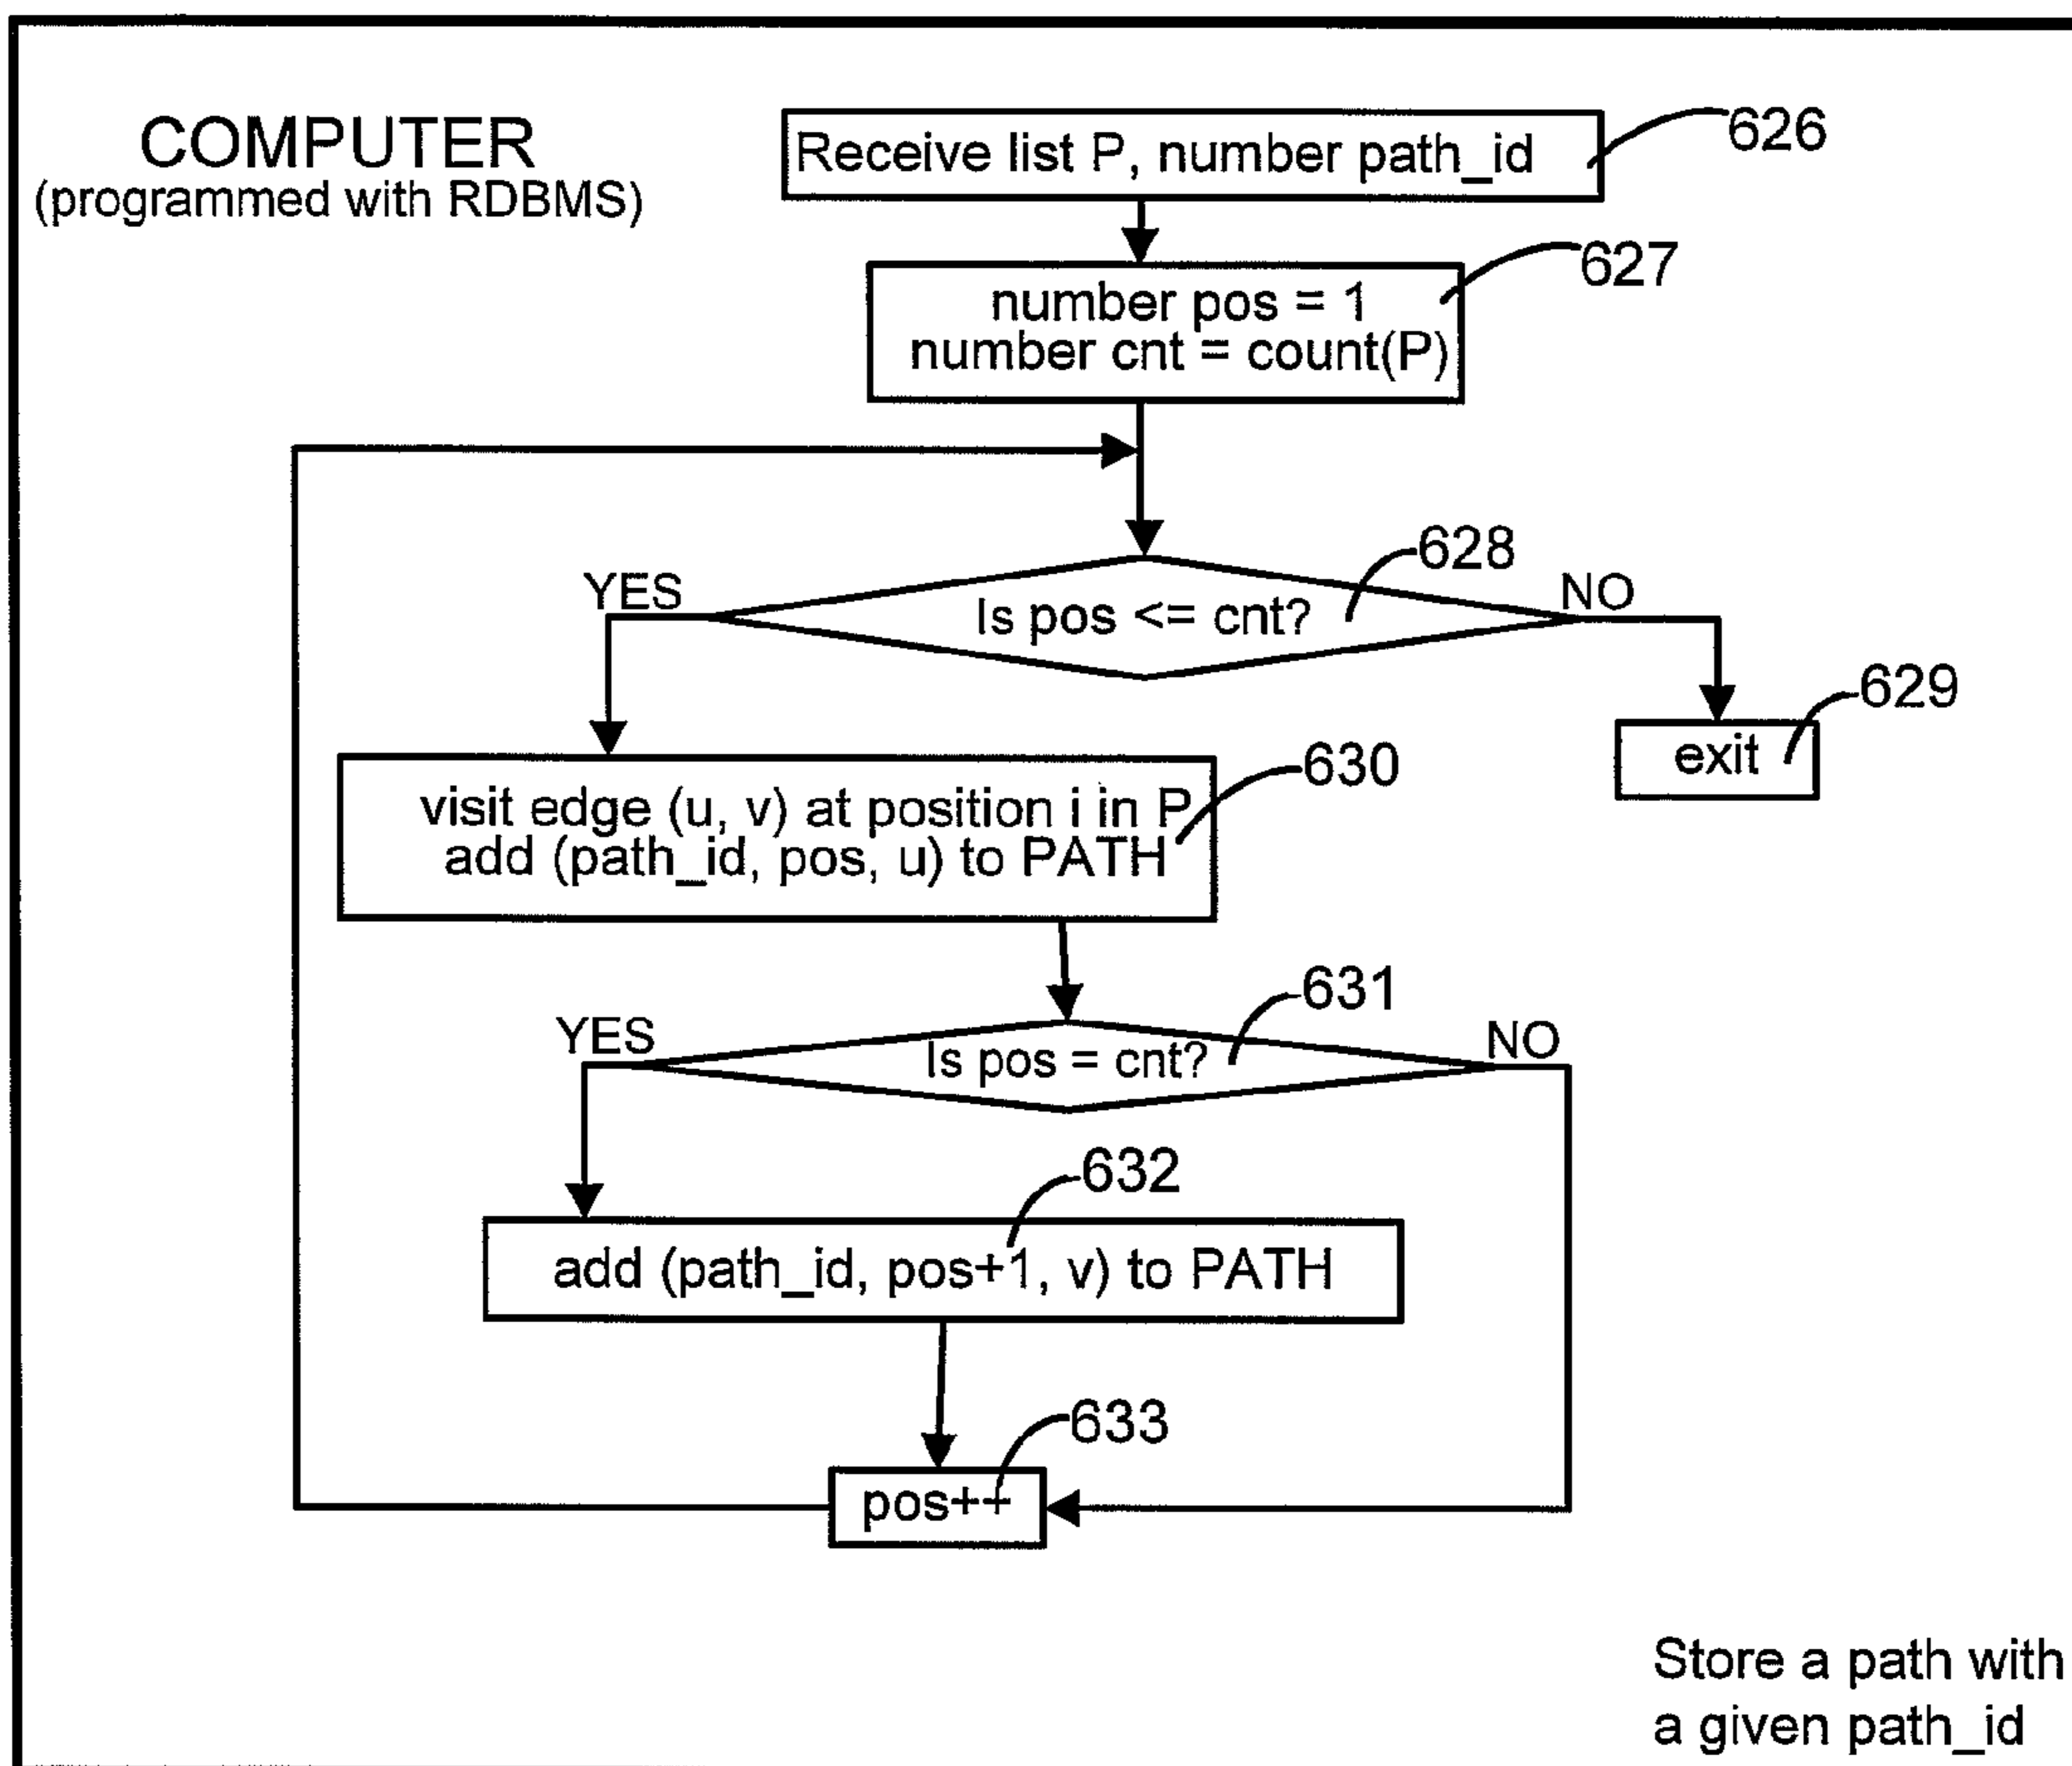 COMPUTER
(programmed with RDBMS)
Receive list P, number path_id
626
number pos = 1
number cnt = count(P)
627
Is pos <= cnt?
628
YES
NO
exit
629
visit edge (u, v) at position i in P
add (path_id, pos, u) to PATH
630
Is pos = cnt?
631
YES
NO
add (path_id, pos+1, v) to PATH
632
pos++
633
Store a path with
a given path_id